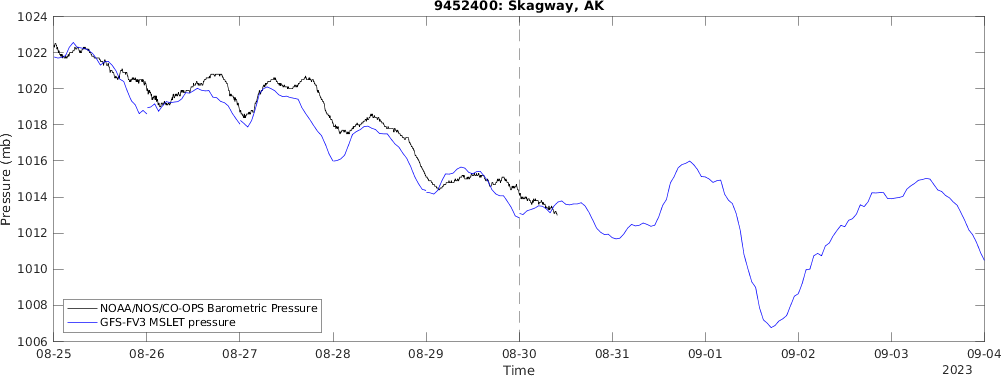 9452400: Skagway, AK
1024
1022
1020
1018
1016
1014
1012
1010
1008
1006
Pressure (mb)
NOAA/NOS/CO-OPS Barometric Pressure
GFS-FV3 MSLET pressure
08-25 08-26 08-27 08-28 08-29 08-30 08-31 09-01 09-02 09-03 09-04
Time
2023